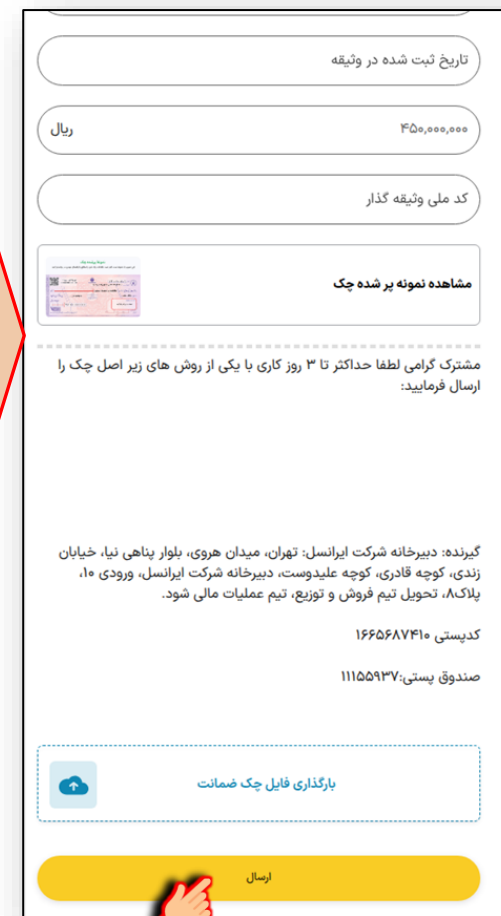 تاریخ ثبت شده در وثیقه
۴۵۰,۰۰۰,۰۰۰ ریال
کد ملی وثیقه گذار
مشاهده نمونه پر شده چک
مشترک گرامی لطفا حداکثر تا ۳ روز کاری با یکی از روش های زیر اصل چک را
ارسال فرمایید:
گیرنده: دبیرخانه شرکت ایرانسل: تهران، میدان هروی، بلوار پناهی نیا، خیابان
زندی، کوچه قادری، کوچه علیدوست، دبیرخانه شرکت ایرانسل، ورودی ۱۰،
پلاک۸، تحویل تیم فروش و توزیع، تیم عملیات مالی شود.
کدپستی ۱۶۶۵۶۸۷۴۱۰
صندوق پستی:۱۱۱۵۵۹۳۷
بارگذاری فایل چک ضمانت
ارسال